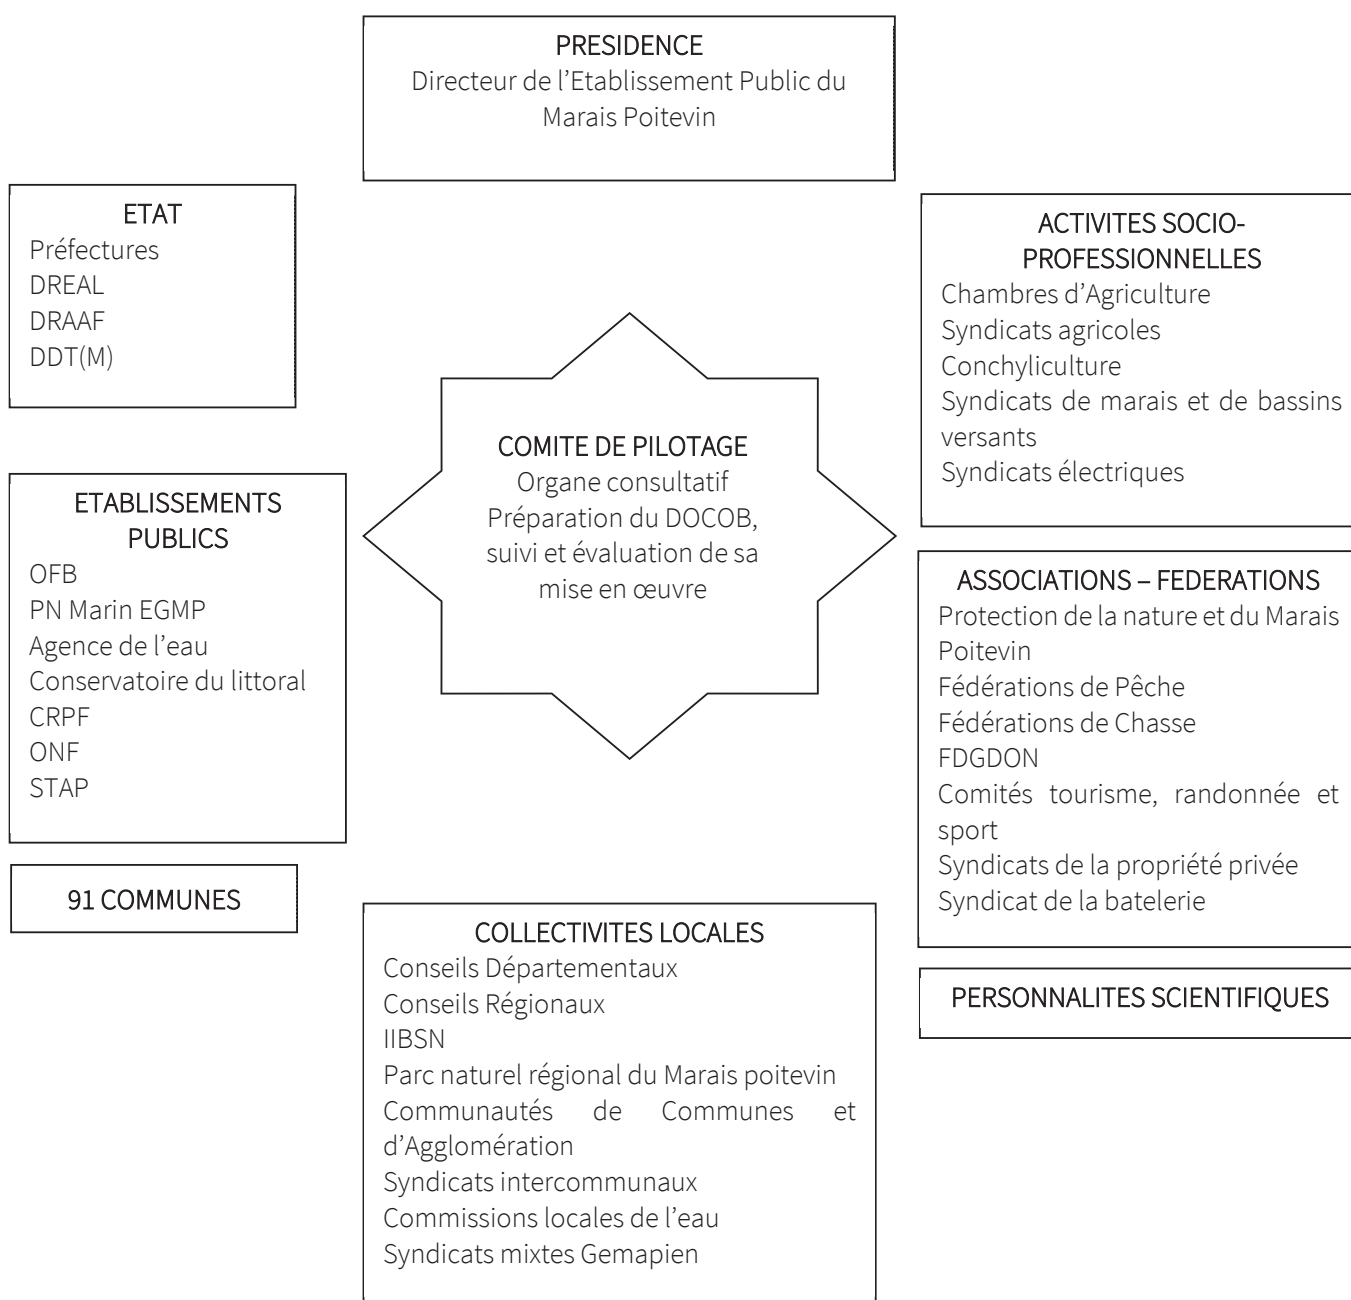 PRESIDENCE
Directeur de l’Etablissement Public du
Marais Poitevin
ETAT
Préfectures
DREAL
DRAAF
DDT(M)
ACTIVITES SOCIO-
PROFESSIONNELLES
Chambres d’Agriculture
Syndicats agricoles
Conchyliculture
Syndicats de marais et de bassins
versants
Syndicats électriques
COMITE DE PILOTAGE
Organe consultatif
Préparation du DOCOB,
suivi et évaluation de sa
mise en œuvre
ETABLISSEMENTS
PUBLICS
OFB
PN Marin EGMP
Agence de l’eau
Conservatoire du littoral
CRPF
ONF
STAP
ASSOCIATIONS – FEDERATIONS
Protection de la nature et du Marais
Poitevin
Fédérations de Pêche
Fédérations de Chasse
FDGDON
Comités tourisme, randonnée et
sport
Syndicats de la propriété privée
Syndicat de la batelerie
91 COMMUNES
COLLECTIVITES LOCALES
Conseils Départementaux
Conseils Régionaux
IIBSN
Parc naturel régional du Marais poitevin
Communautés de Communes et
d’Agglomération
Syndicats intercommunaux
Commissions locales de l’eau
Syndicats mixtes Gemapien
PERSONNALITES SCIENTIFIQUES